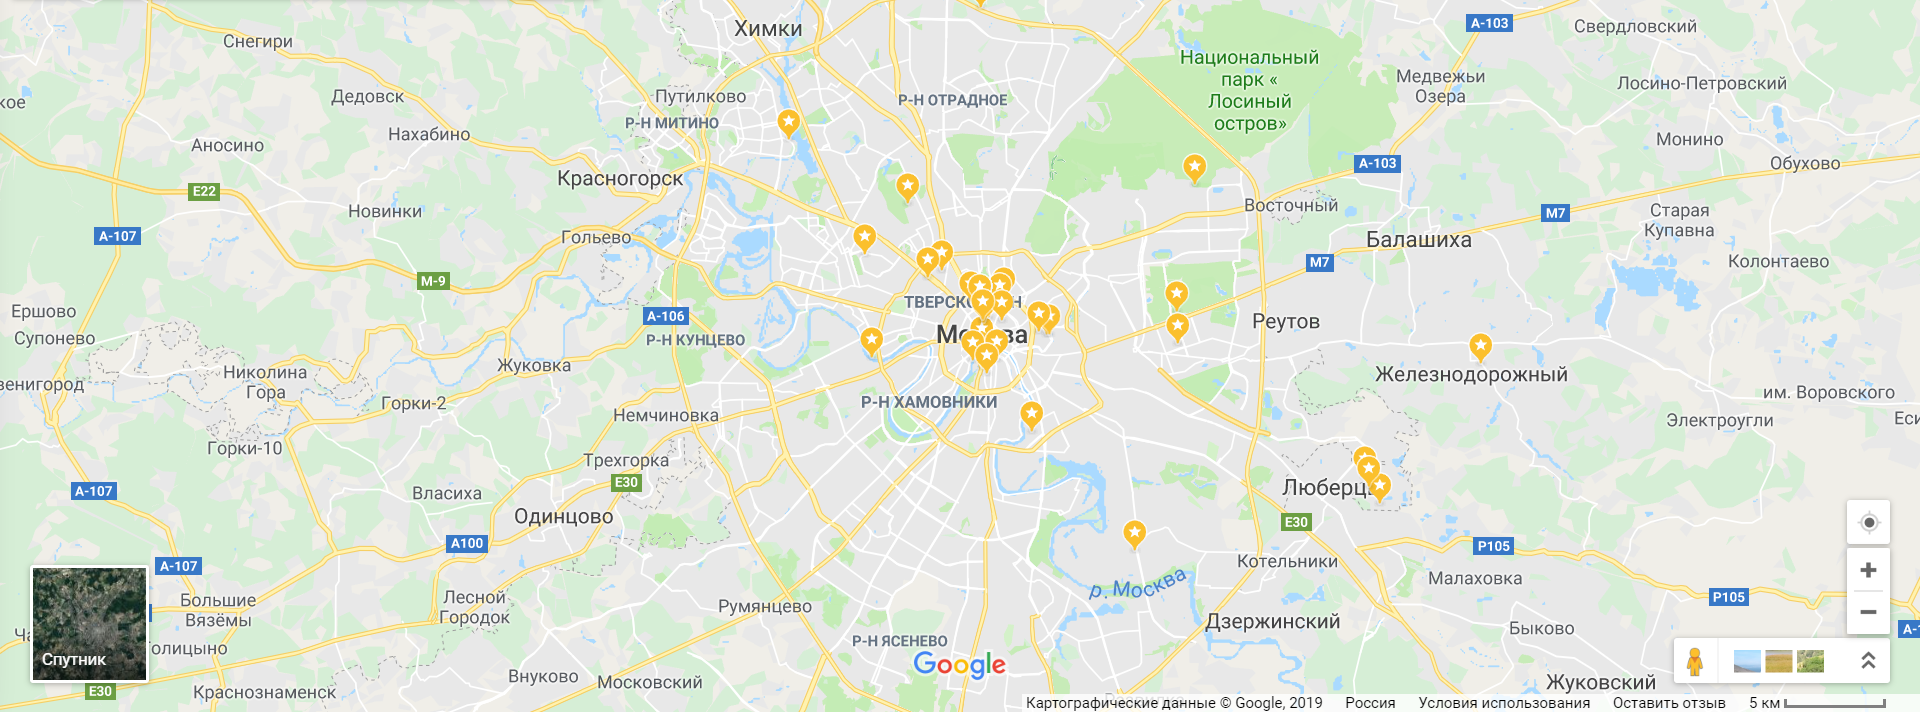 Химки
A-103
Свердловский
Снегири
Национальный
парк «
Лосиный
остров»
Медвежьи
Озера
Лосино-Петровский
Дедовск
Путилково
Р-Н ОТРАДНОЕ
кое
Р-Н МИТИНО
Нахабино
Аносино
Монино
A-103
Обухово
Красногорск
E22
Восточный
Новинки
M7
Старая
Купавна
A-107
Гольево
Балашиха
M7
Колонтаево
M-9
ТВЕРСК
Н
Ершово
A-106
Реутов
Супонево
Р-Н КУНЦЕВО
М
ва
Жуковка
Николина
Гора
Железнодорожный
венигород
им. Воровского
Горки-2
Р-Н ХАМОВНИКИ
Немчиновка
Электроугли
Еси
Горки-10
Трехгорка
E30
Люберц
A-107
Власиха
Одинцово
E30
A100
P105
A-107
Котельники
Малаховка
р. Москва
Большие
Вязёмы
Лесной
Городок
Румянцево
P105
Дзержинский
Быково
A-1
Ча
олицыно
Р-Н ЯСЕНЕВО
Спутник
Google
E30
Краснознаменск
Внуково
Московский
Жуковский
Картографические данные © Google, 2019
Россия
Условия использования
Оставить отзыв
5 км